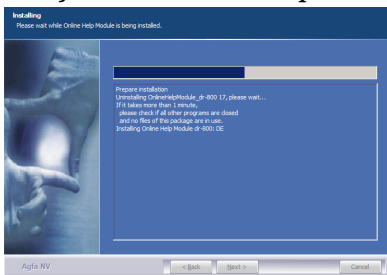 Installing
Please wait while Online Help Module is being installed.
Prepare installation
Uninstalling OnlineHelpModule_dr-800 17, please wait...
If it takes more than 1 minute,
please check if all other programs are closed
and no files of this package are in use.
Installing Online Help Module dr-800: DE
Agfa NV
< Back
Next >
Cancel